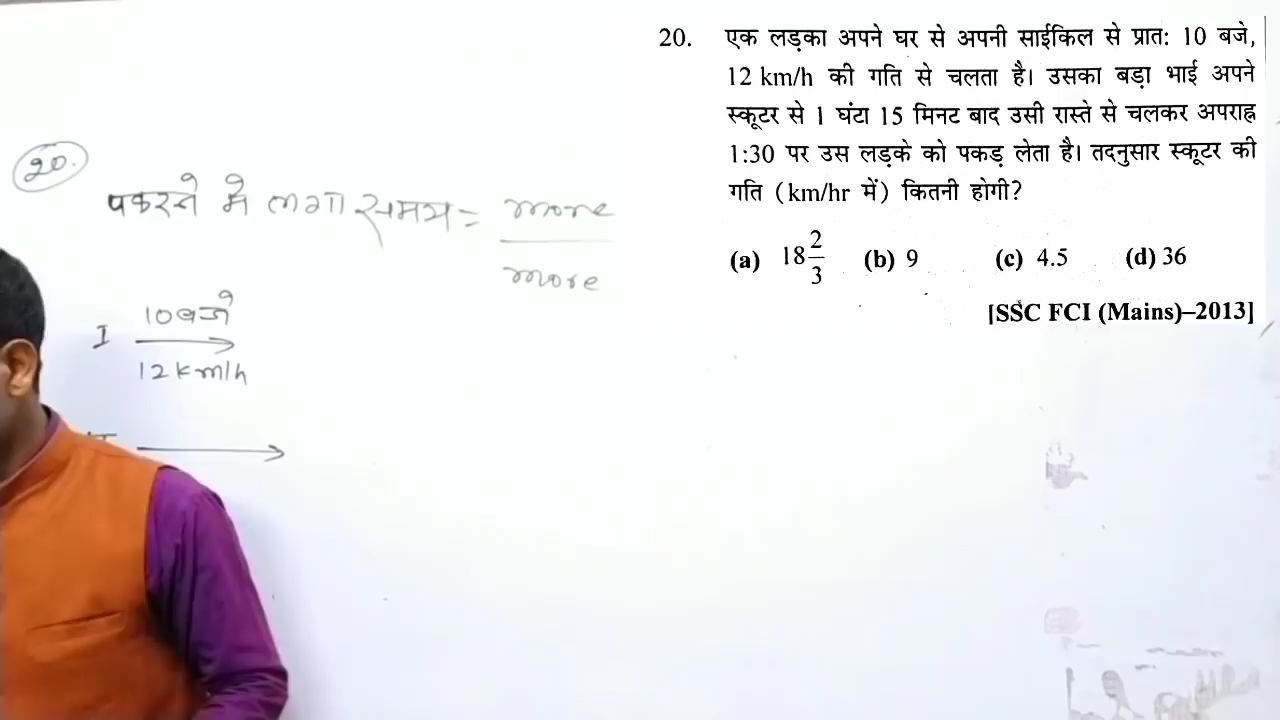 20. एक लड़का अपने घर से अपनी साईकिल से प्रात: 10 बजे,
12 km/h की गति से चलता है। उसका बड़ा भाई अपने
स्कूटर से 1 घंटा 15 मिनट बाद उसी रास्ते से चलकर अपराह्न
1:30 पर उस लड़के को पकड़ लेता है। तदनुसार स्कूटर की
गति (km/hr में) कितनी होगी?
(a) 18 2/3 (b) 9 (c) 4.5 (d) 36
[SSC FCI (Mains)–2013]
20.
पकरने मे लगा समय = more
more
I 10 बजे
12 km/h